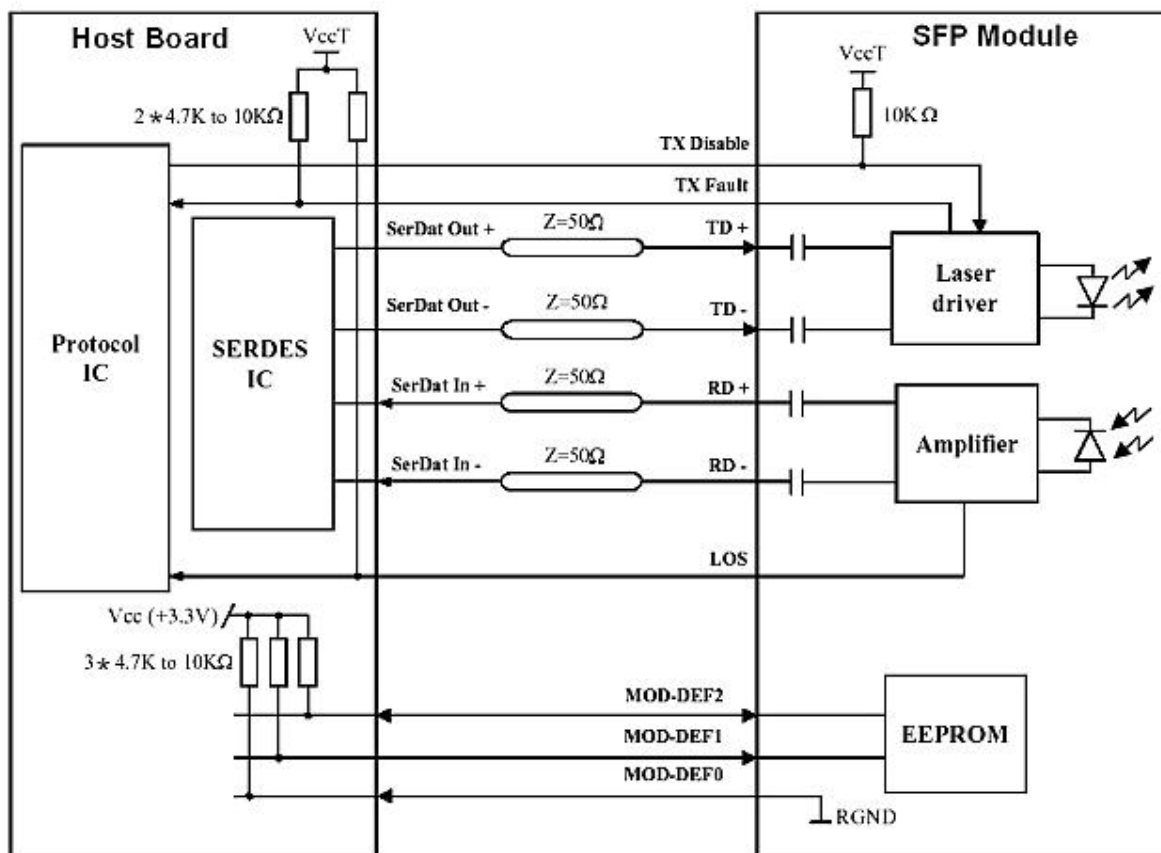 Host Board
SFP Module
VccT
VccT
2*4.7K to 10KΩ
10K Ω
TX Disable
TX Fault
SerDat Out +
Z=50Ω
TD +
SerDat Out -
Z=50Ω
TD -
Laser
driver
Protocol
IC
SERDES
IC
SerDat In +
Z=50Ω
RD +
SerDat In -
Z=50Ω
RD -
Amplifier
LOS
Vcc (+3.3V)
3*4.7K to 10KΩ
MOD-DEF2
MOD-DEF1
MOD-DEF0
EEPROM
RGND